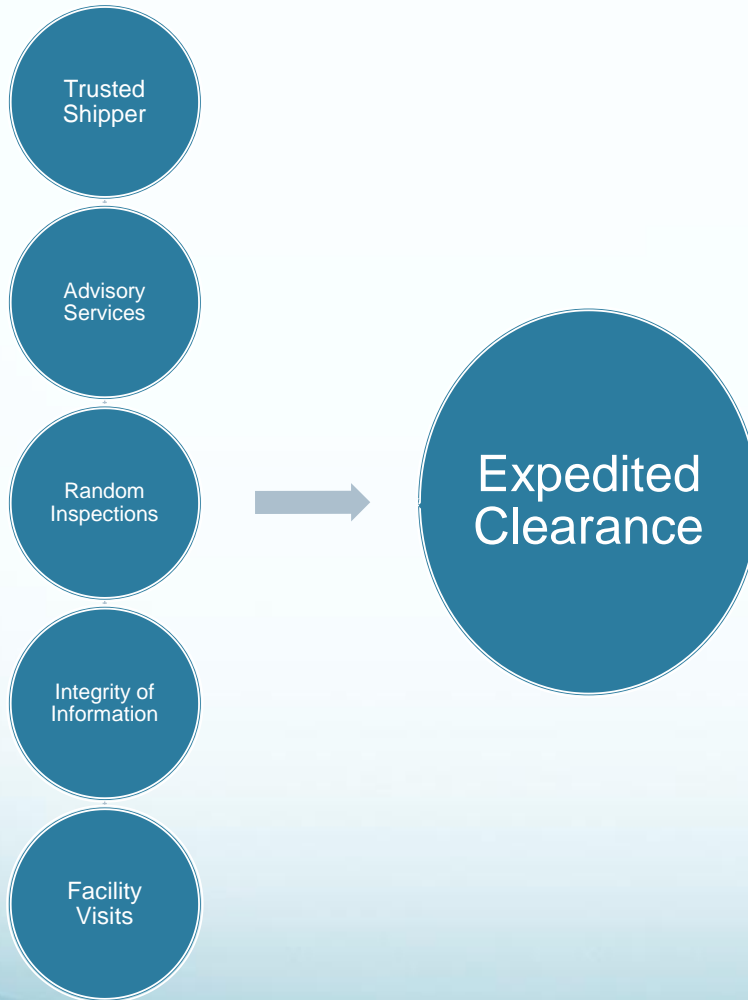 Trusted
Shipper
Advisory
Services
Random
Inspections
Integrity of
Information
Facility
Visits
Expedited
Clearance